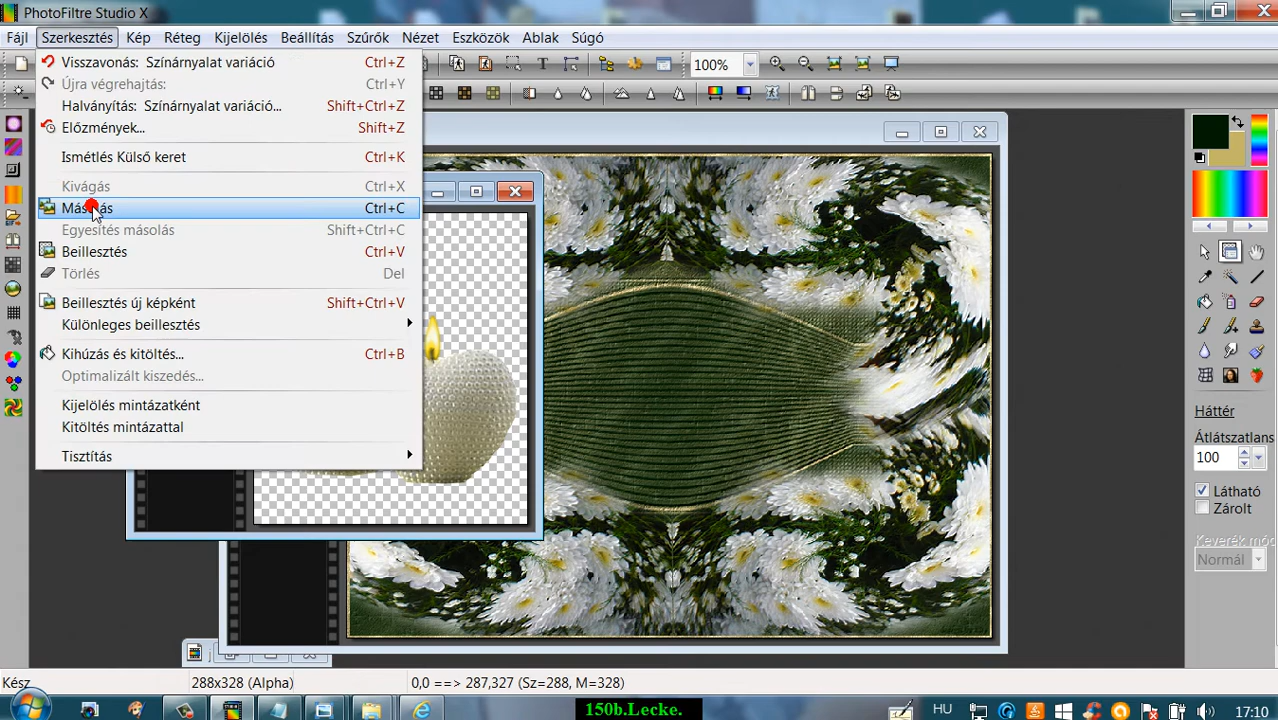 PhotoFiltre Studio X
Fájl Szerkesztés Kép Réteg Kijelölés Beállítás Szűrők Nézet Eszközök Ablak Súgó
100%
Visszavonás: Színárnyalat variáció Ctrl+Z
Újra végrehajtás: Ctrl+Y
Halványítás: Színárnyalat variáció... Shift+Ctrl+Z
Előzmények... Shift+Z
Ismétlés Külső keret Ctrl+K
Kivágás Ctrl+X
Másolás Ctrl+C
Egyesítés másolás Shift+Ctrl+C
Beillesztés Ctrl+V
Törlés Del
Beillesztés új képként Shift+Ctrl+V
Különleges beillesztés
Kihúzás és kitöltés... Ctrl+B
Optimalizált kiszedés...
Kijelölés mintázatként
Kitöltés mintázattal
Tisztítás
Háttér
Átlátszatlans
100
Látható
Zárolt
Keverék mód
Normál
Kész 288x328 (Alpha) 0,0 ==> 287,327 (Sz=288, M=328)
150b.Lecke.
HU
17:10